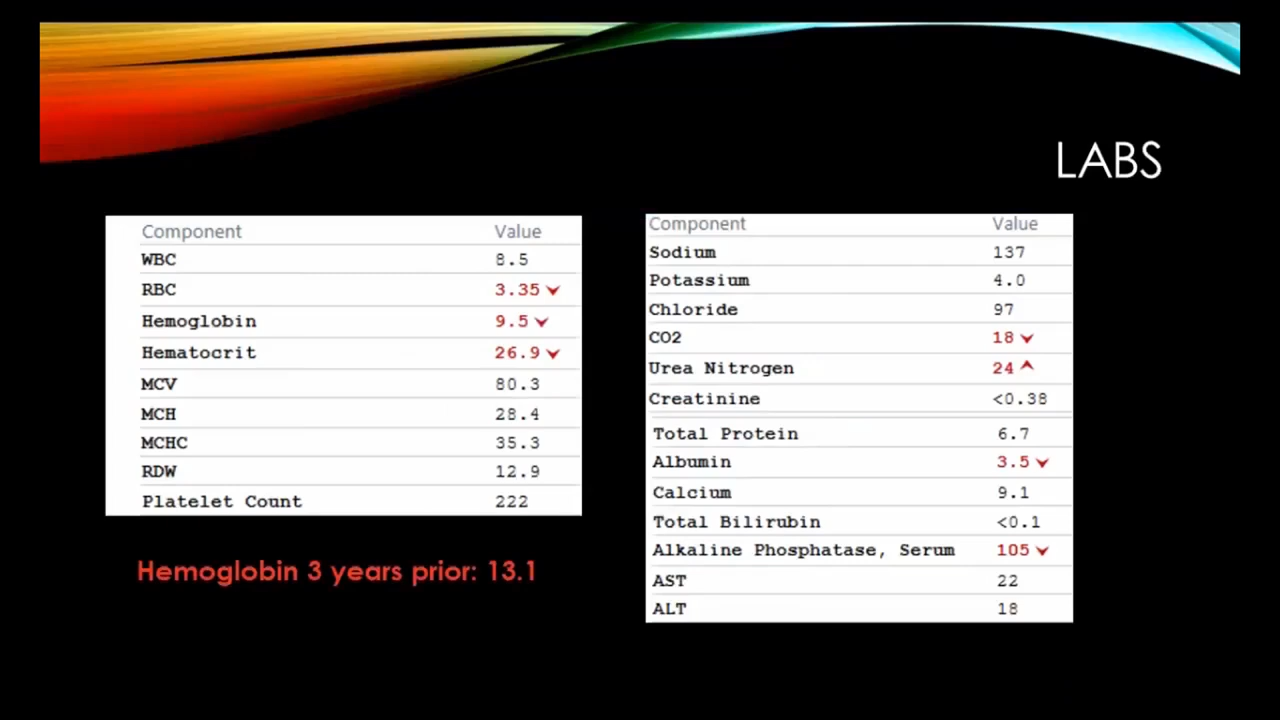 LABS
Component Value
WBC 8.5
RBC 3.35
Hemoglobin 9.5
Hematocrit 26.9
MCV 80.3
MCH 28.4
MCHC 35.3
RDW 12.9
Platelet Count 222
Hemoglobin 3 years prior: 13.1
Component Value
Sodium 137
Potassium 4.0
Chloride 97
CO2 18
Urea Nitrogen 24
Creatinine <0.38
Total Protein 6.7
Albumin 3.5
Calcium 9.1
Total Bilirubin <0.1
Alkaline Phosphatase, Serum 105
AST 22
ALT 18